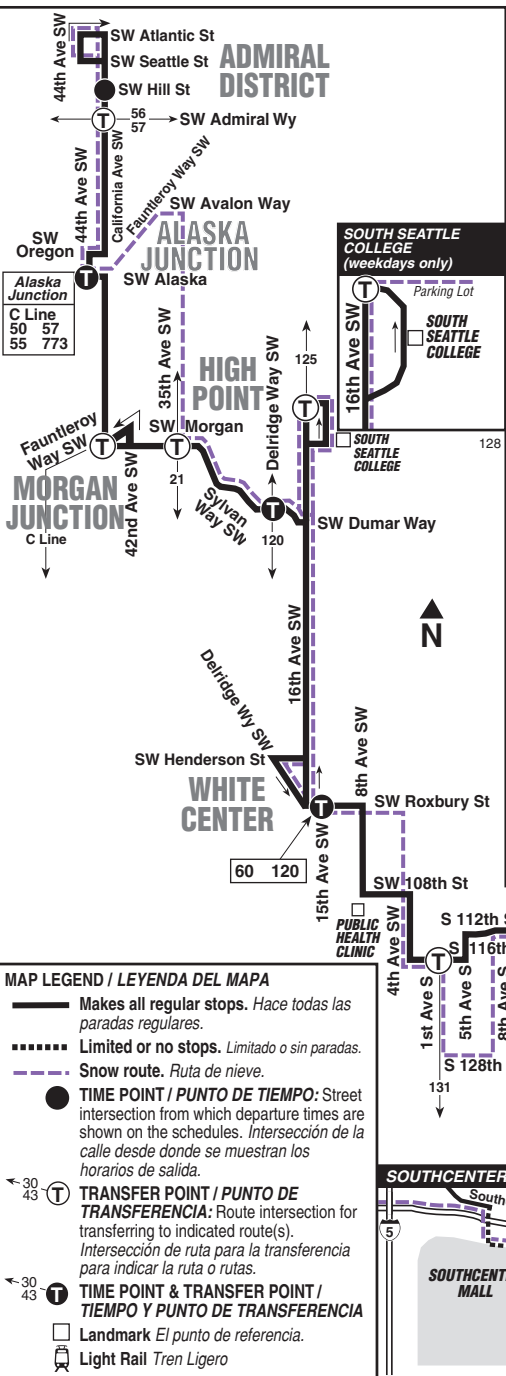 44th Ave SW
SW Atlantic St
SW Seattle St
ADMIRAL
DISTRICT
SW Hill St
56
57
SW Admiral Wy
44th Ave SW
California Ave SW
Fauntleroy Way SW
SW Avalon Way
SW
Oregon
ALASKA
JUNCTION
T
SW Alaska
Alaska
Junction
C Line
50 57
55 773
SOUTH SEATTLE
COLLEGE
(weekdays only)
T
Parking Lot
16th Ave SW
SOUTH
SEATTLE
COLLEGE
35th Ave SW
HIGH
POINT
125
Delridge Way SW
T
Fauntleroy
Way SW
T
SW Morgan
T
SOUTH
SEATTLE
COLLEGE
128
MORGAN
JUNCTION
42nd Ave SW
21
Sylvan
Way SW
T
120
SW Dumar Way
C Line
16th Ave SW
N
Delridge Wy SW
SW Henderson St
8th Ave SW
WHITE
CENTER
T
SW Roxbury St
60 120
15th Ave SW
SW 108th St
PUBLIC
HEALTH
CLINIC
4th Ave SW
T
S 112th
S 116th
1st Ave S
5th Ave S
8th Ave S
S 128th
131
MAP LEGEND / LEYENDA DEL MAPA
Makes all regular stops. Hace todas las
paradas regulares.
Limited or no stops. Limitado o sin paradas.
Snow route. Ruta de nieve.
TIME POINT / PUNTO DE TIEMPO: Street
intersection from which departure times are
shown on the schedules. Intersección de la
calle desde donde se muestran los
horarios de salida.
30
43
T
TRANSFER POINT / PUNTO DE
TRANSFERENCIA: Route intersection for
transferring to indicated route(s).
Intersección de ruta para la transferencia
para indicar la ruta o rutas.
30
43
T
TIME POINT & TRANSFER POINT /
TIEMPO Y PUNTO DE TRANSFERENCIA
Landmark El punto de referencia.
Light Rail Tren Ligero
SOUTHCENTER
South
5
SOUTHCENT
MALL